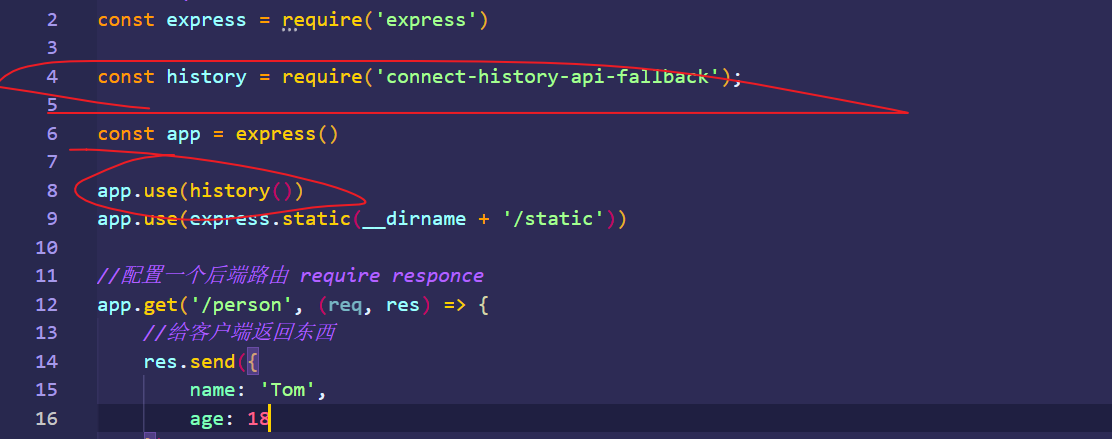 2 const express = require('express')
3
4 const history = require('connect-history-api-fallback');
5
6 const app = express()
7
8 app.use(history())
9 app.use(express.static(__dirname + '/static'))
10
11 //配置一个后端路由 require responce
12 app.get('/person', (req, res) => {
13 //给客户端返回东西
14 res.send({
15 name: 'Tom',
16 age: 18